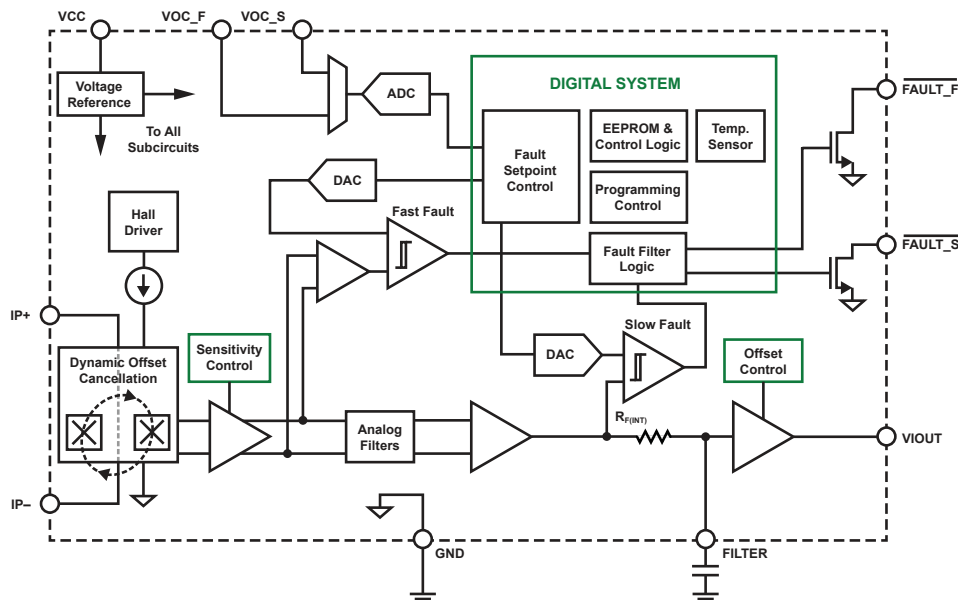 VCC
VOC_F
VOC_S
Voltage
Reference
To All
Subcircuits
ADC
DIGITAL SYSTEM
Fault
Setpoint
Control
EEPROM &
Control Logic
Temp.
Sensor
Programming
Control
Fault Filter
Logic
FAULT_F
FAULT_S
DAC
Fast Fault
Hall
Driver
IP+
Dynamic Offset
Cancellation
Sensitivity
Control
DAC
Slow Fault
Offset
Control
Analog
Filters
RF(INT)
VIOUT
IP–
GND
FILTER